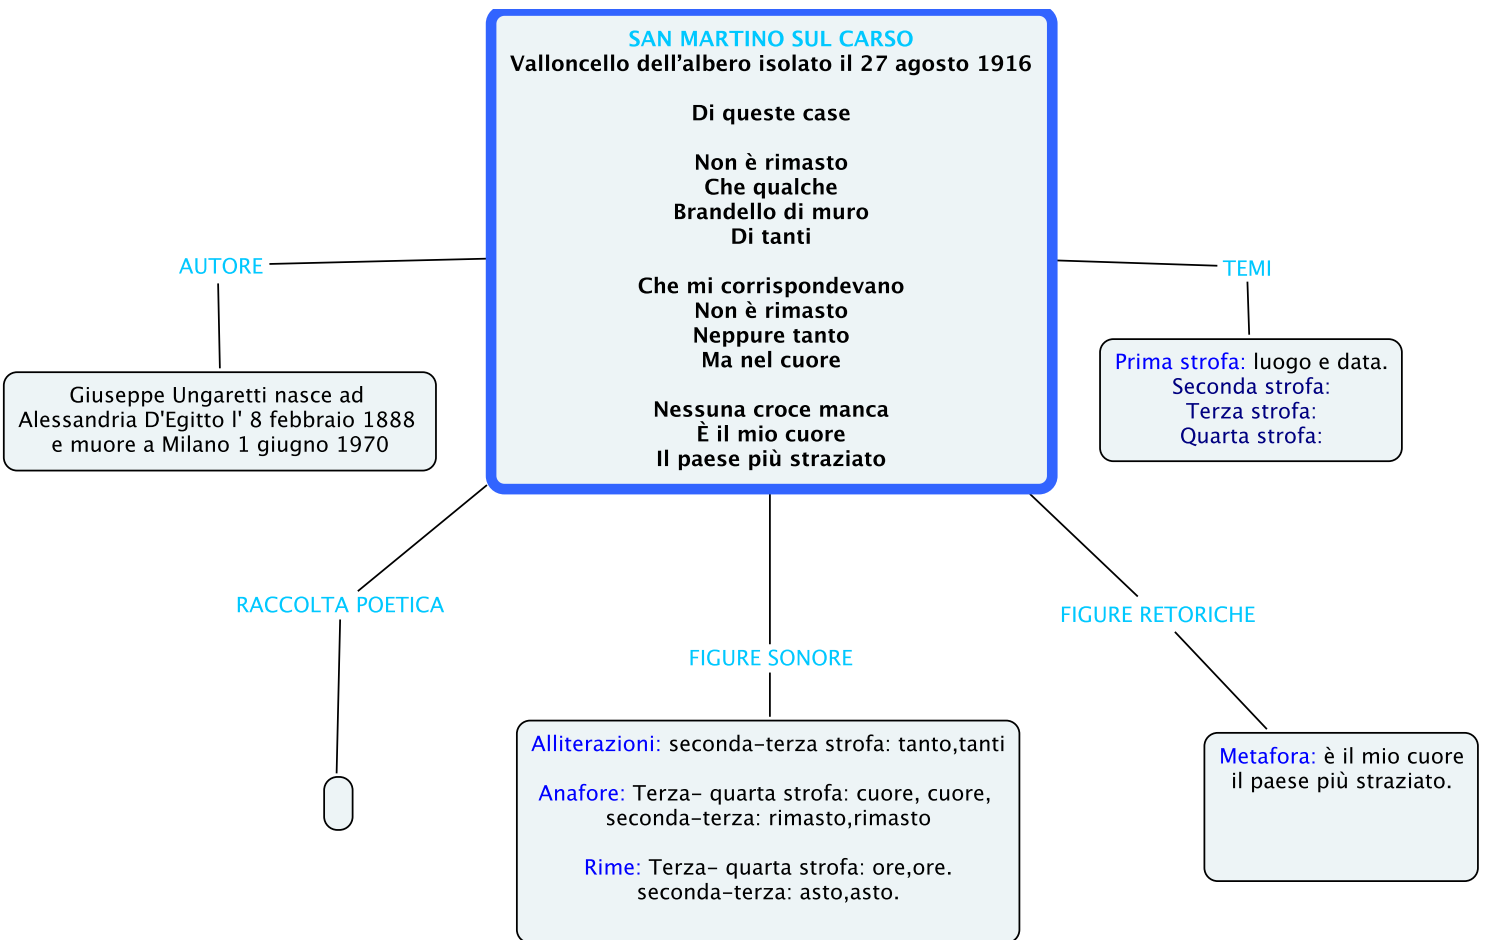 SAN MARTINO SUL CARSO
Valloncello dell’albero isolato il 27 agosto 1916
Di queste case
Non è rimasto
Che qualche
Brandello di muro
Di tanti
Che mi corrispondevano
Non è rimasto
Neppure tanto
Ma nel cuore
Nessuna croce manca
È il mio cuore
Il paese più straziato
AUTORE
Giuseppe Ungaretti nasce ad
Alessandria D'Egitto l' 8 febbraio 1888
e muore a Milano 1 giugno 1970
TEMI
Prima strofa: luogo e data.
Seconda strofa:
Terza strofa:
Quarta strofa:
RACCOLTA POETICA
FIGURE SONORE
Alliterazioni: seconda-terza strofa: tanto,tanti
Anafore: Terza- quarta strofa: cuore, cuore,
seconda-terza: rimasto,rimasto
Rime: Terza- quarta strofa: ore,ore.
seconda-terza: asto,asto.
FIGURE RETORICHE
Metafora: è il mio cuore
il paese più straziato.